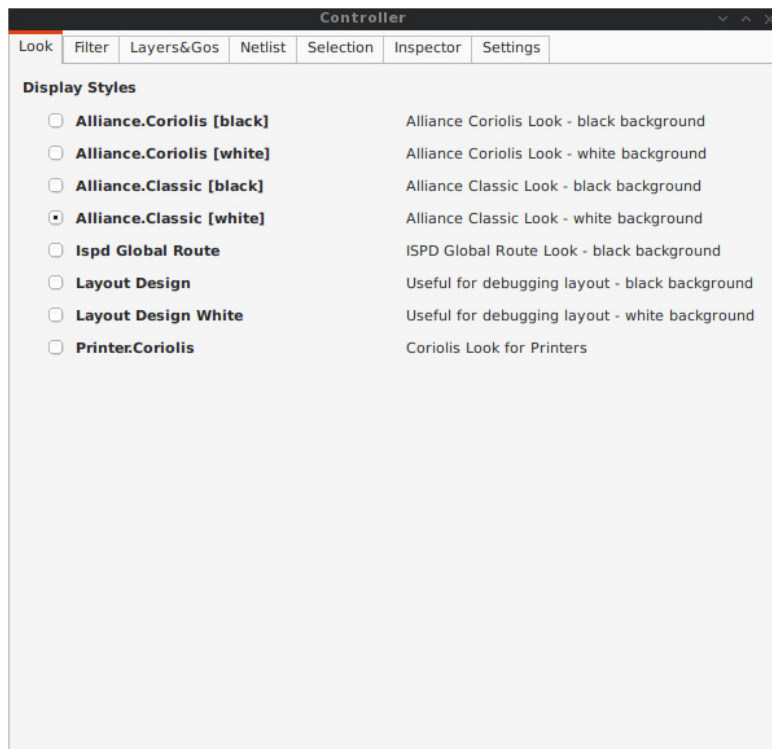 Controller
Look Filter Layers&Gos Netlist Selection Inspector Settings
Display Styles
Alliance.Coriolis [black] Alliance Coriolis Look - black background
Alliance.Coriolis [white] Alliance Coriolis Look - white background
Alliance.Classic [black] Alliance Classic Look - black background
Alliance.Classic [white] Alliance Classic Look - white background
Ispd Global Route ISPD Global Route Look - black background
Layout Design Useful for debugging layout - black background
Layout Design White Useful for debugging layout - white background
Printer.Coriolis Coriolis Look for Printers